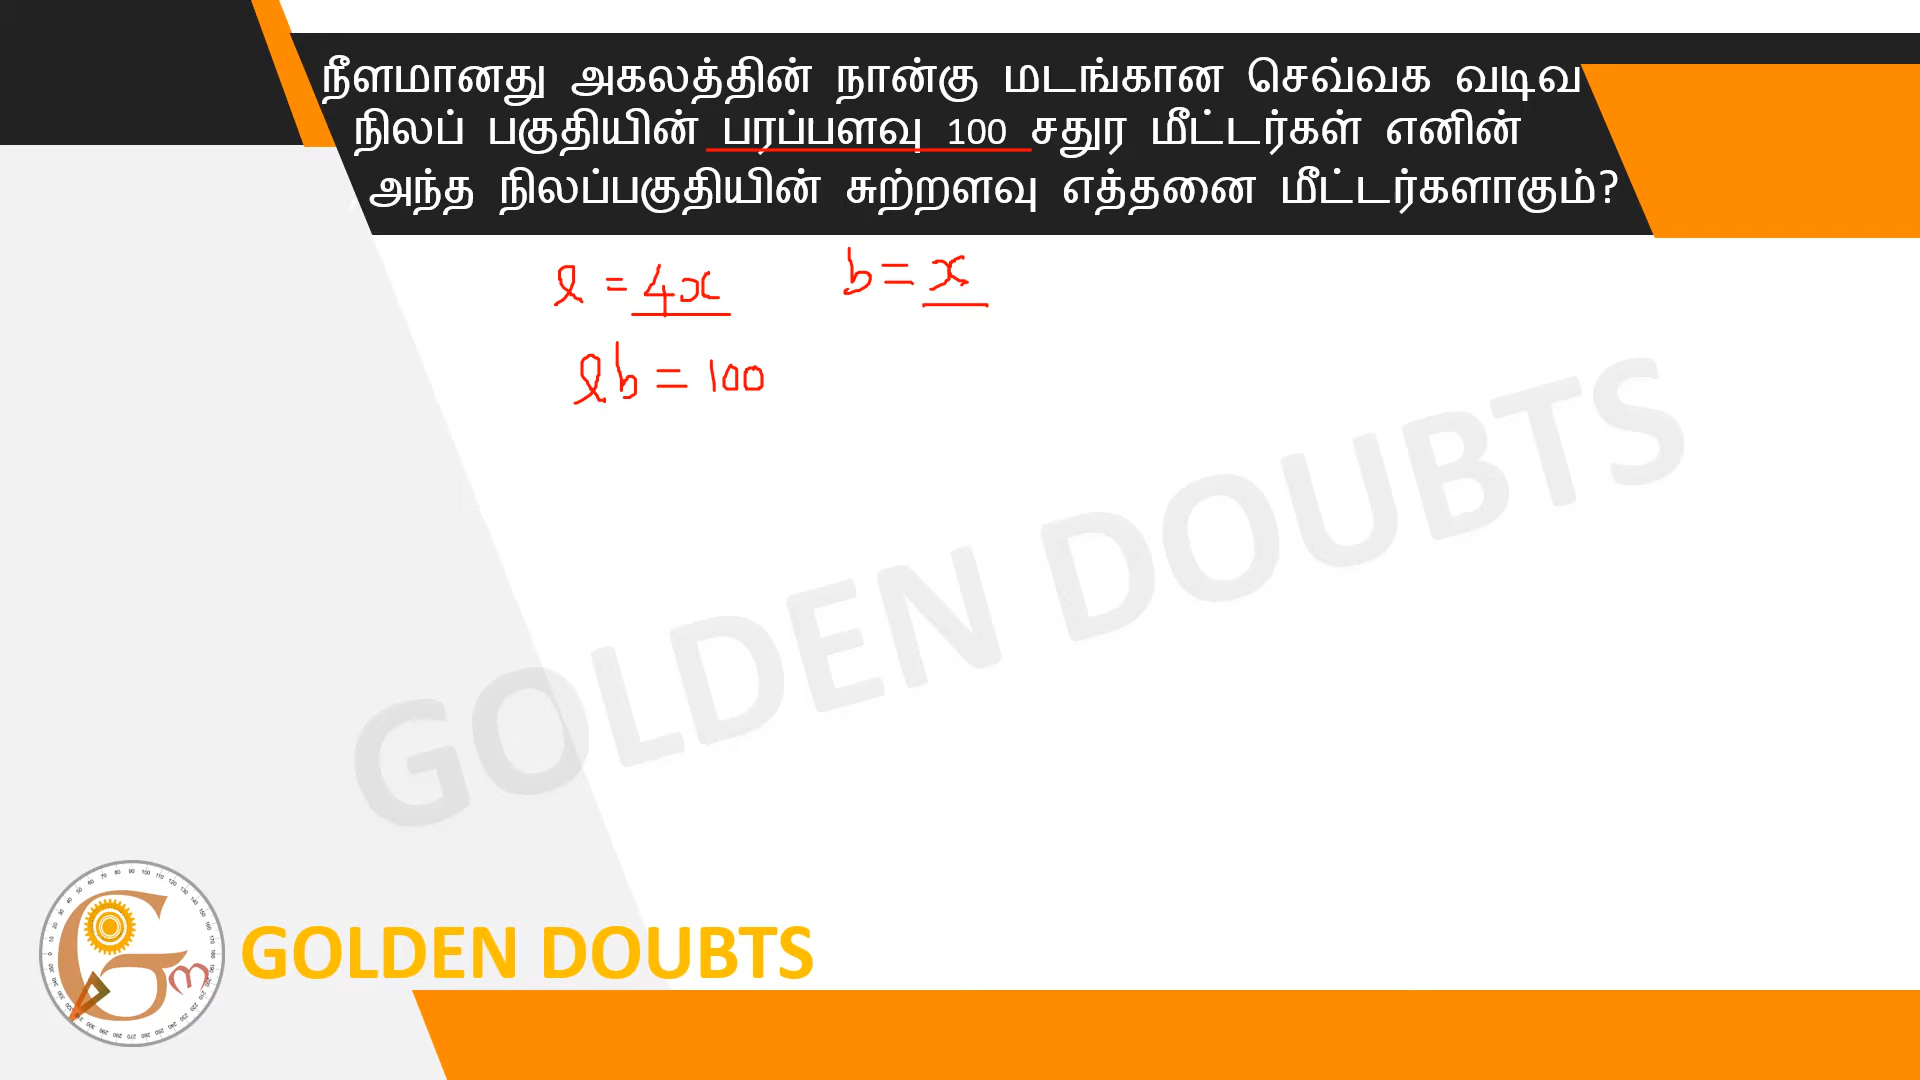 நீளமானது அகலத்தின் நான்கு மடங்கான செவ்வக வடிவ
நிலப் பகுதியின் பரப்பளவு 100 சதுர மீட்டர்கள் எனின்
அந்த நிலப்பகுதியின் சுற்றளவு எத்தனை மீட்டர்களாகும்?
l = 4x b = x
lb = 100
GOLDEN DOUBTS
GOLDEN DOUBTS